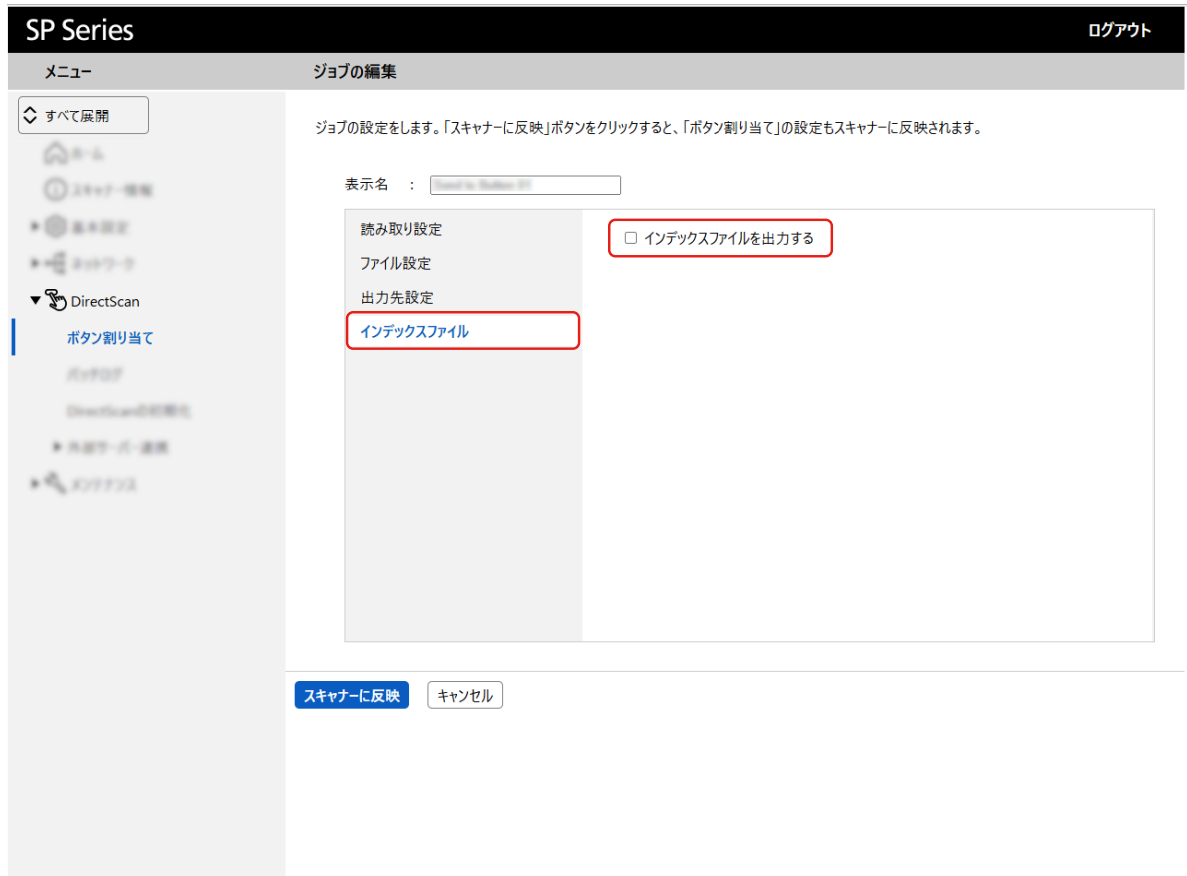 SP Series
ログアウト
メニュー
ジョブの編集
すべて展開
ジョブの設定をします。「スキャナーに反映」ボタンをクリックすると、「ボタン割り当て」の設定もスキャナーに反映されます。
表示名 :
DirectScan
ボタン割り当て
読み取り設定
ファイル設定
出力先設定
インデックスファイル
インデックスファイルを出力する
スキャナーに反映
キャンセル